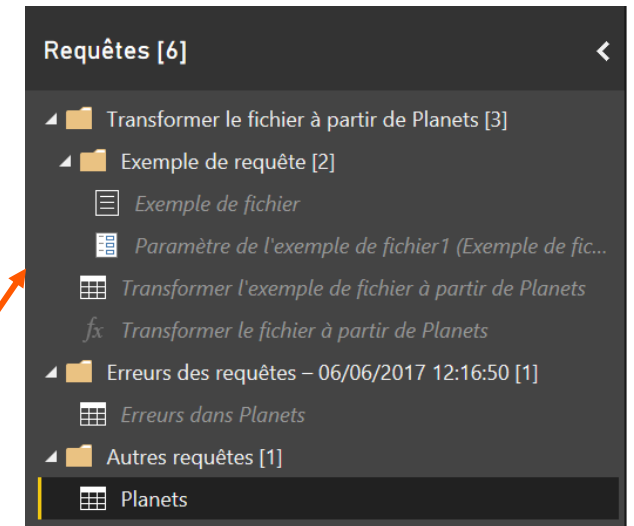 Requêtes [6]
Transformer le fichier à partir de Planets [3]
Exemple de requête [2]
Exemple de fichier
Paramètre de l'exemple de fichier1 (Exemple de fic...
Transformer l'exemple de fichier à partir de Planets
fx Transformer le fichier à partir de Planets
Erreurs des requêtes – 06/06/2017 12:16:50 [1]
Erreurs dans Planets
Autres requêtes [1]
Planets